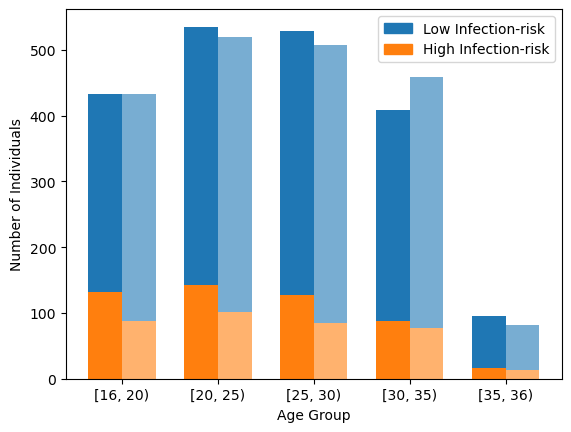 Low Infection-risk
High Infection-risk
Number of Individuals
500
400
300
200
100
0
[16, 20)
[20, 25)
[25, 30)
[30, 35)
[35, 36)
Age Group